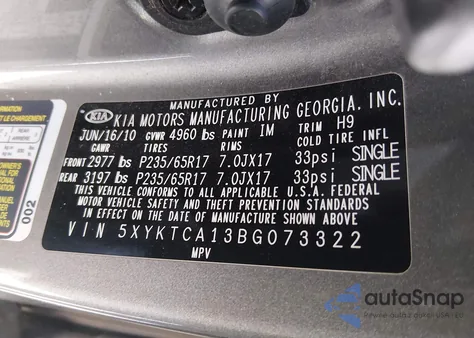 MANUFACTURED BY
KIA KIA MOTORS MANUFACTURING GEORGIA, INC.
JUN/16/10 GVWR 4960 lbs PAINT IM TRIM H9
GAWR TIRES RIMS COLD TIRE INFL
FRONT 2977 lbs P235/65R17 7.0JX17 33psi SINGLE
REAR 3197 lbs P235/65R17 7.0JX17 33psi SINGLE
THIS VEHICLE CONFORMS TO ALL APPLICABLE U.S.A. FEDERAL
MOTOR VEHICLE SAFETY AND THEFT PREVENTION STANDARDS
IN EFFECT ON THE DATE OF MANUFACTURE SHOWN ABOVE
VIN 5XYKTCA13BG073322
MPV
002
autoSnap